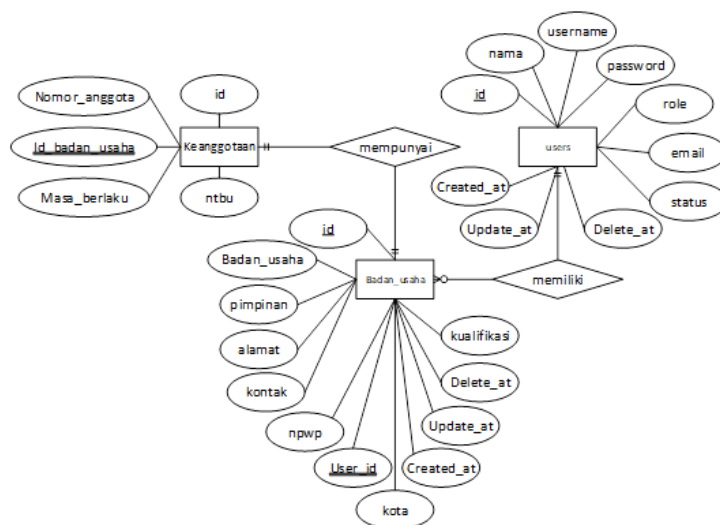 username
nama
password
id
Nomor_anggota
id
role
Id_badan_usaha
Keanggotaan
mempunyai
users
email
Masa_berlaku
ntbu
Created_at
status
id
Update_at
Delete_at
Badan_usaha
Badan_usaha
memiliki
pimpinan
kualifikasi
alamat
Delete_at
kontak
Update_at
npwp
User_id
Created_at
kota